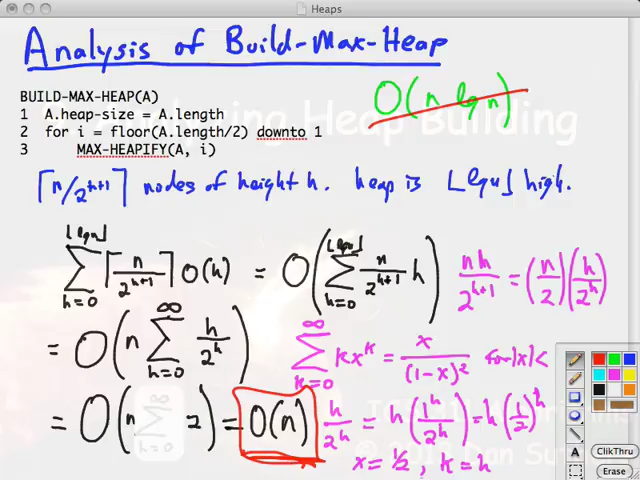 Heaps
Analysis of Build-Max-Heap
BUILD-MAX-HEAP(A)
1 A.heap-size = A.length
2 for i = floor(A.length/2) downto 1
3 MAX-HEAPIFY(A, i)
O(n lg n)
⌈n/2^{h+1}⌉ nodes of height h. heap is ⌊lg n⌋ high.
∑_{h=0}^{⌊lg n⌋} ⌈n/2^{h+1}⌉ O(h) = O(∑_{h=0}^{⌊lg n⌋} n/2^{h+1} h)
nh/2^{h+1} = (n/2)(h/2^h)
= O(n ∑_{h=0}^{∞} h/2^h)
∑_{k=0}^{∞} kx^k = x/(1-x)^2 for |x|<
= O(n 2) = O(n)
h/2^h = h(1^h/2^h) = h(1/2)^h
x = 1/2, k = h
ClikThru
Erase